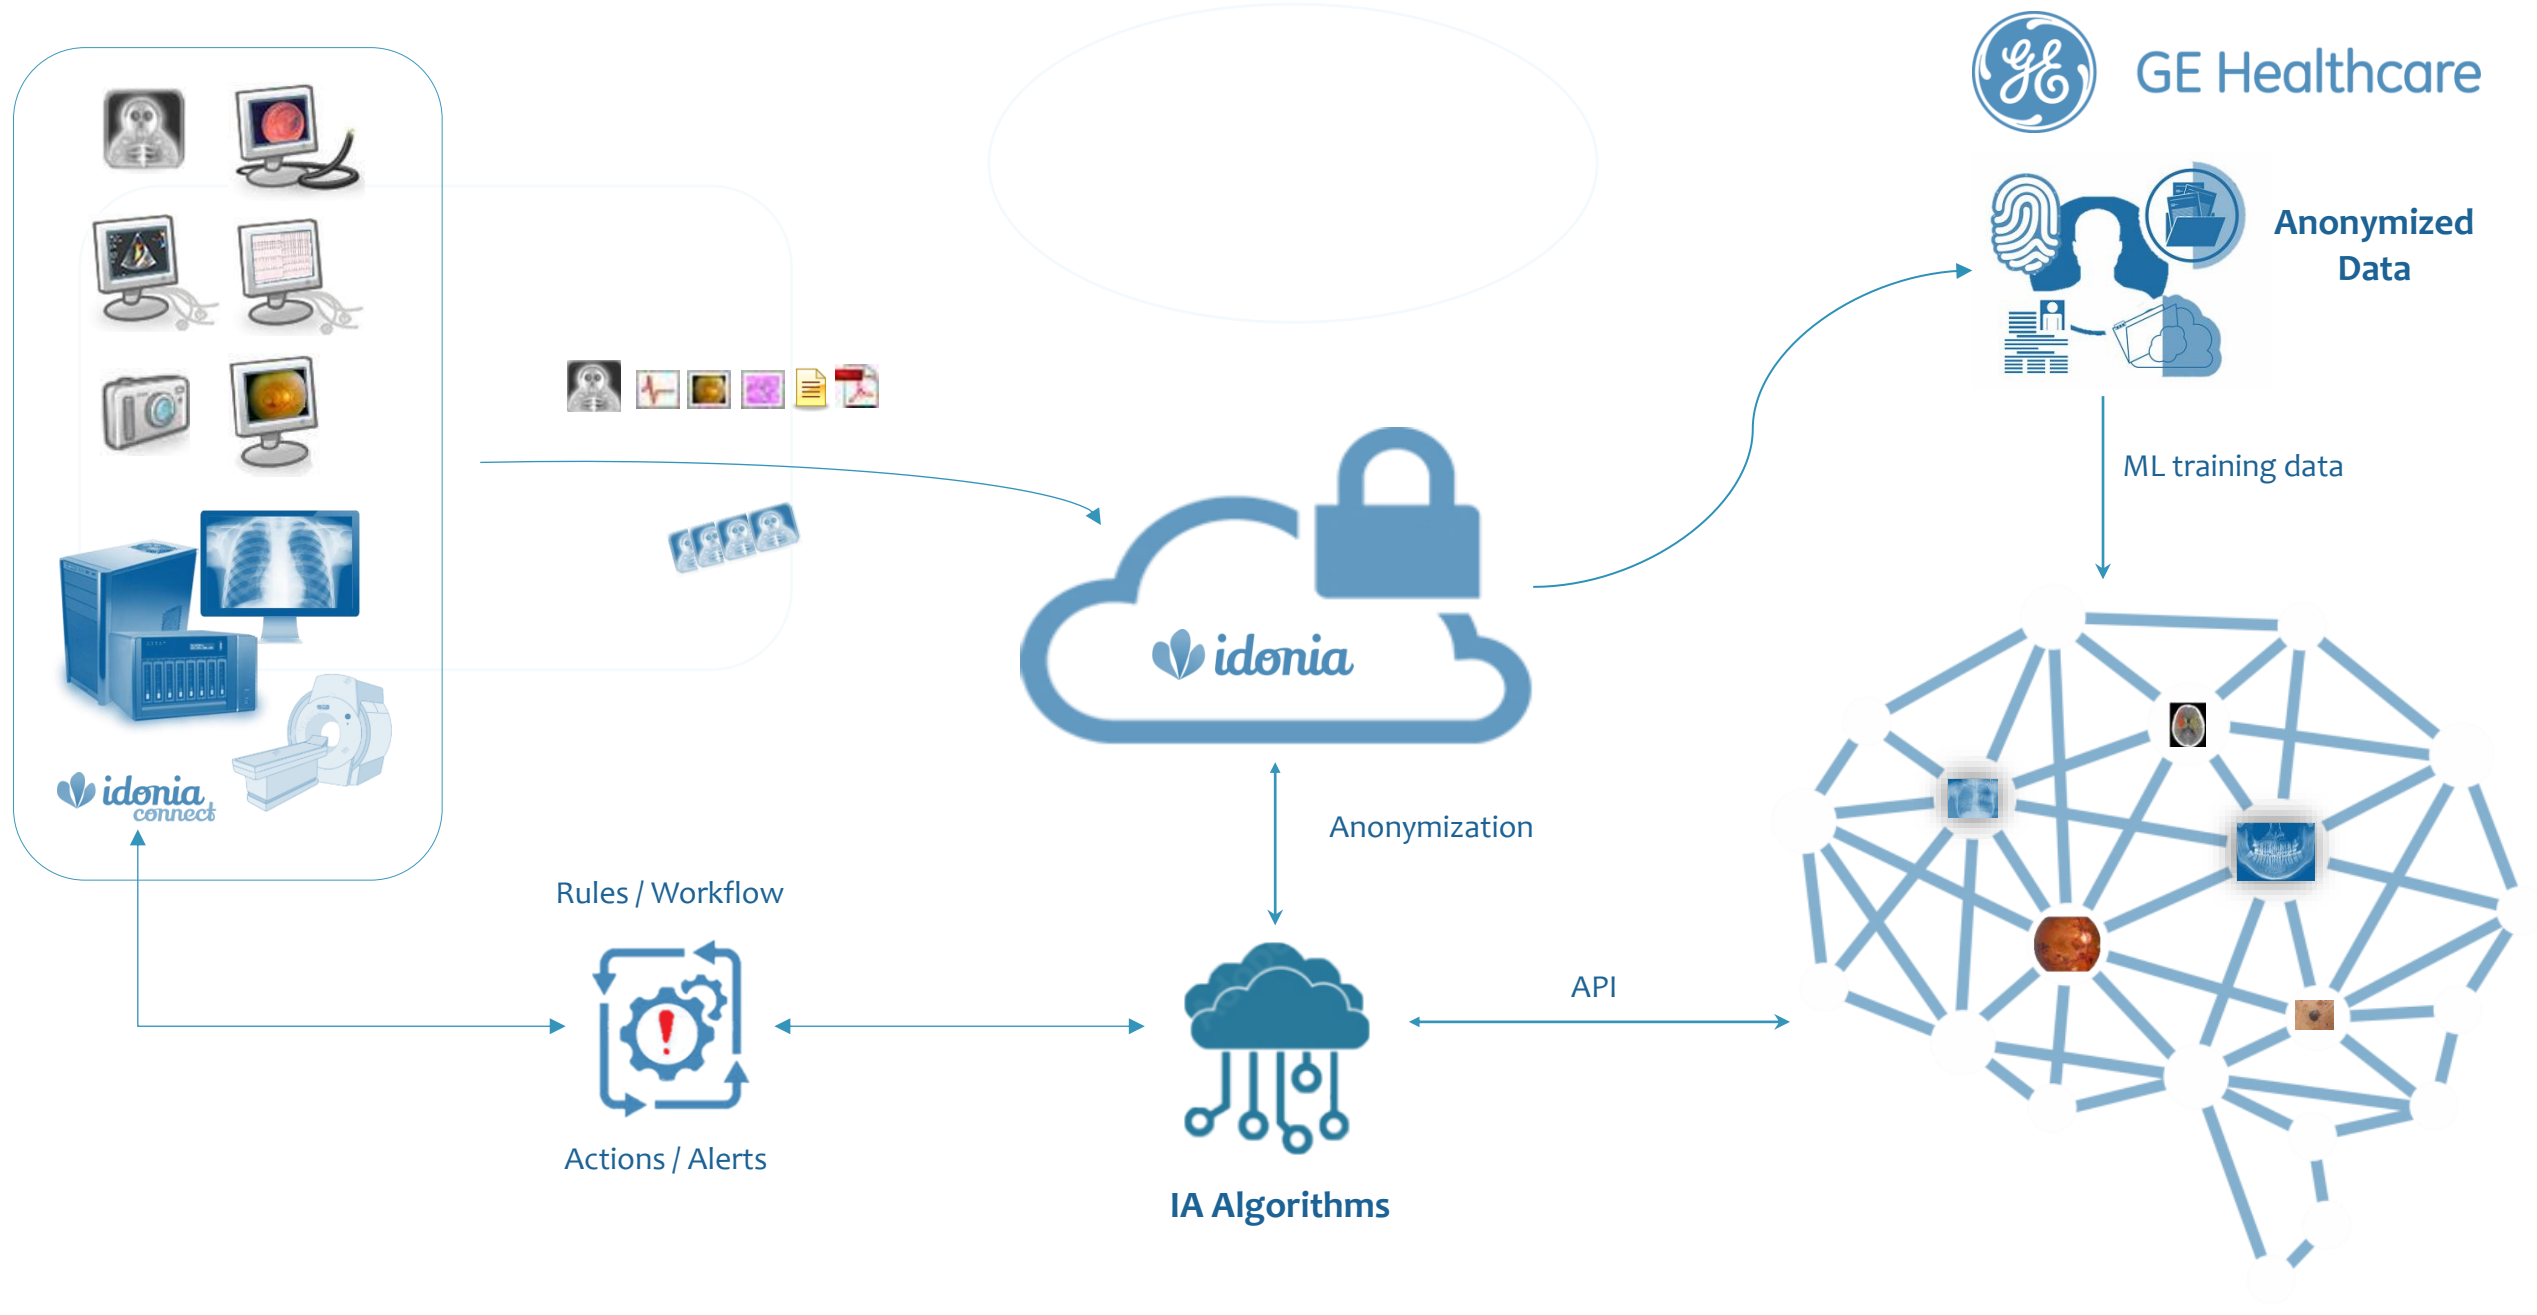 GE Healthcare
Anonymized
Data
ML training data
idonia
idonia
connect
Anonymization
Rules / Workflow
API
Actions / Alerts
IA Algorithms